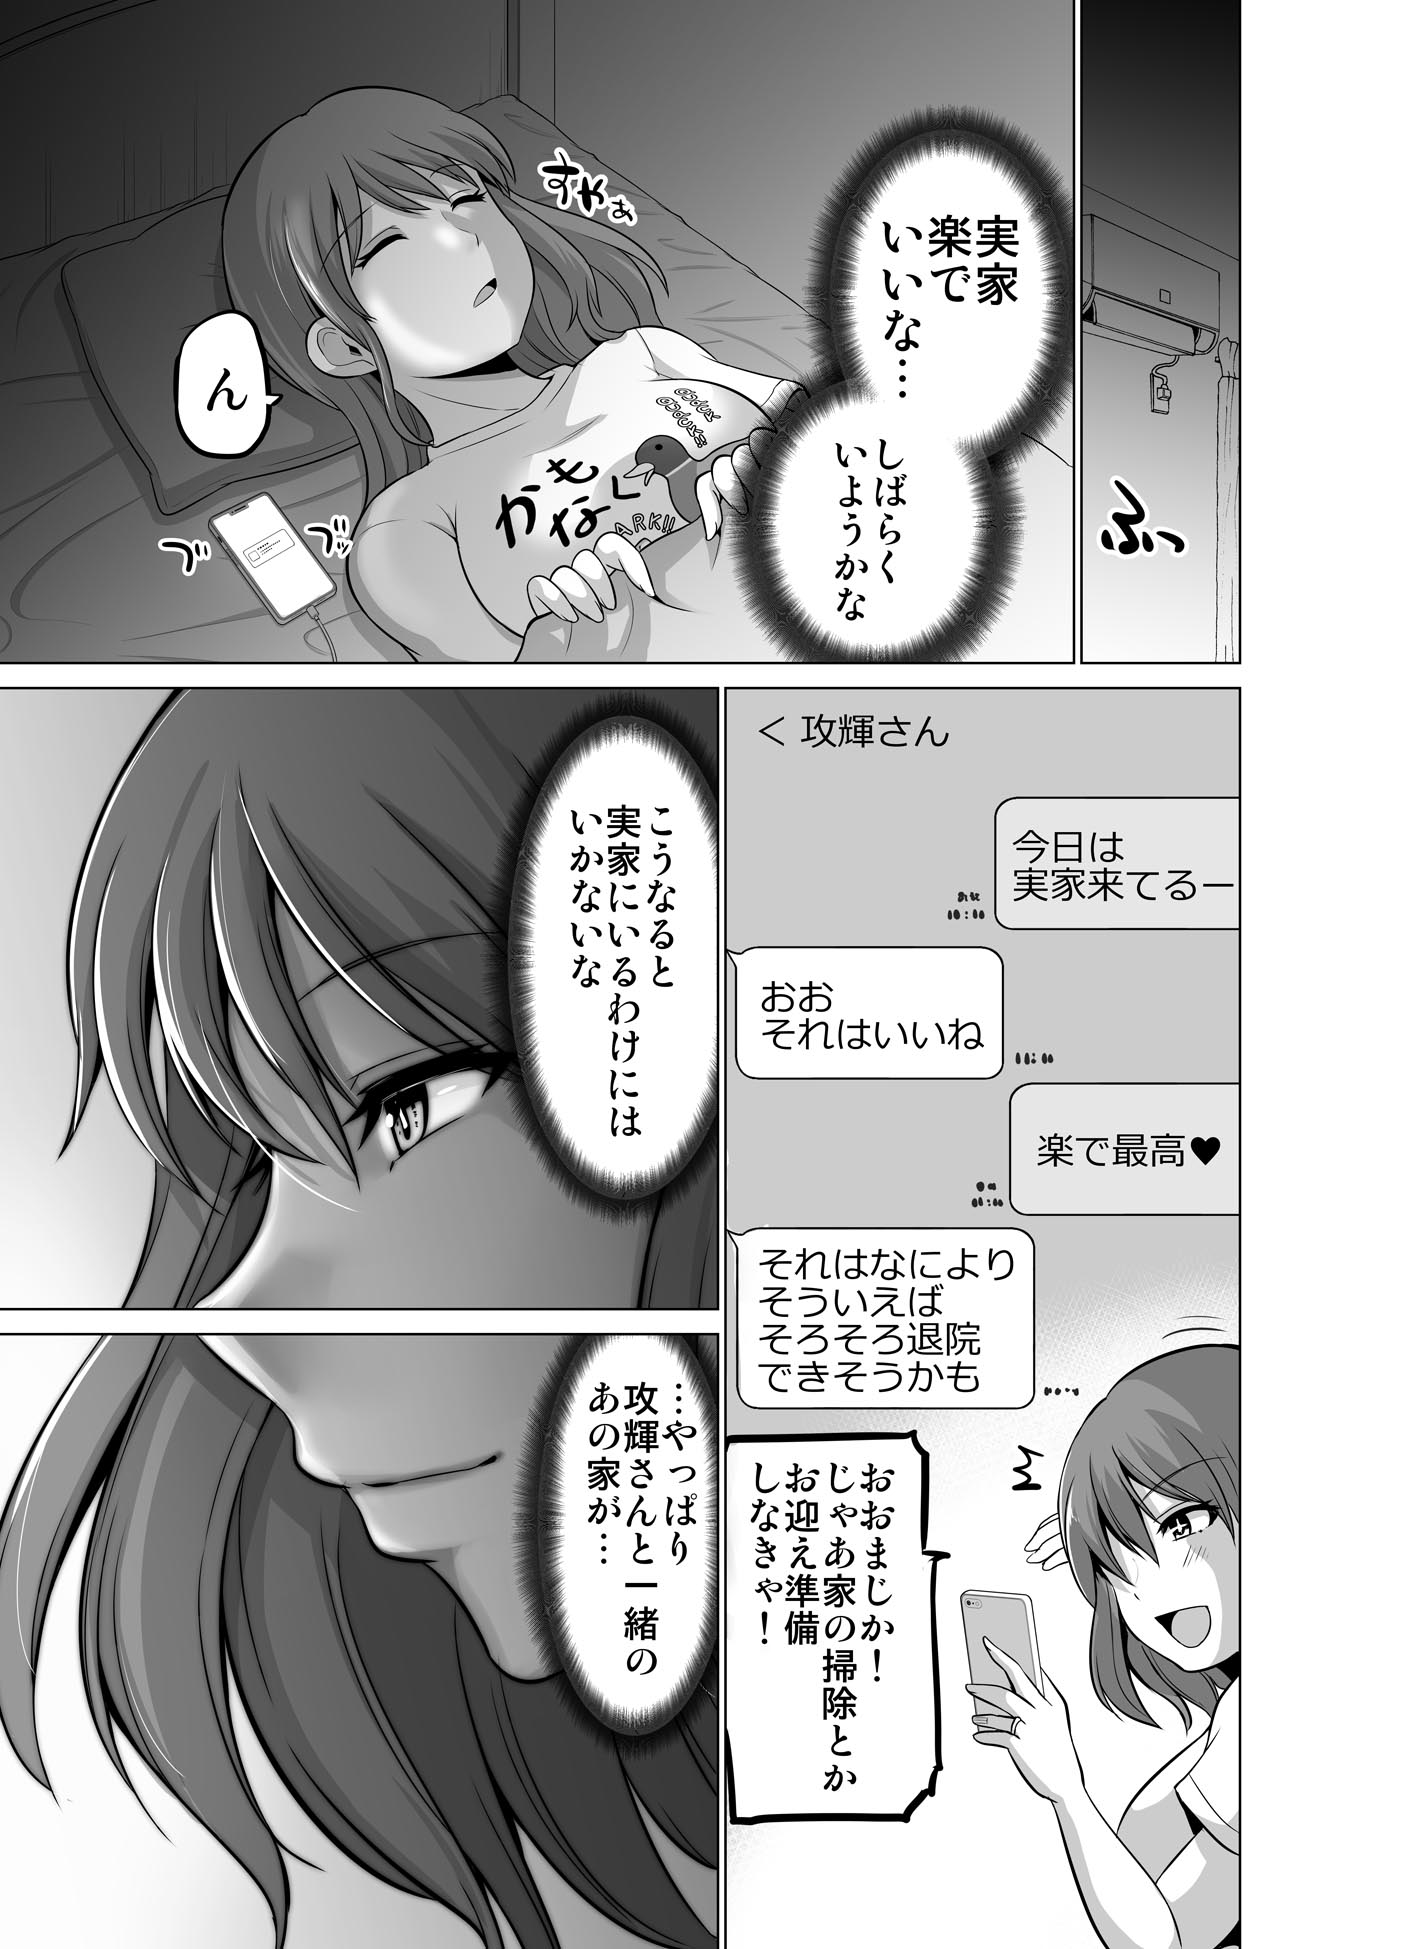 ふっ
実家
楽で
いいな…
しばらく
いようかな
すやぁ
かも
なく
ARK!!
ん
ブブッ
ブブ
< 攻輝さん
今日は
実家来てるー
おお
それはいいね
楽で最高♥
それはなにより
そういえば
そろそろ退院
できそうかも
おおまじか！
じゃあ家の掃除とか
お迎え準備
しなきゃ！
こうなると
実家にいるわけには
いかないな
…やっぱり
攻輝さんと一緒の
あの家が…